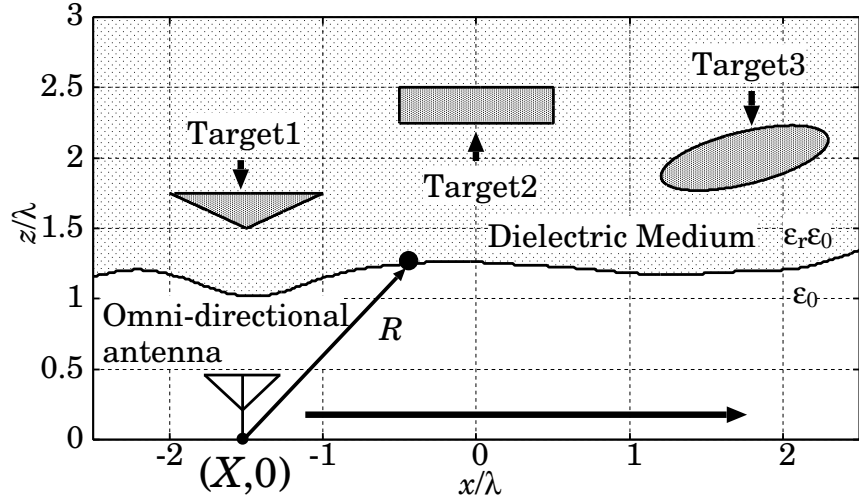 3
2.5
2
1.5
1
0.5
0
z/λ
Target1
Target2
Target3
Dielectric Medium
εrε0
ε0
Omni-directional
antenna
R
(X,0)
-2
-1
0
1
2
x/λ